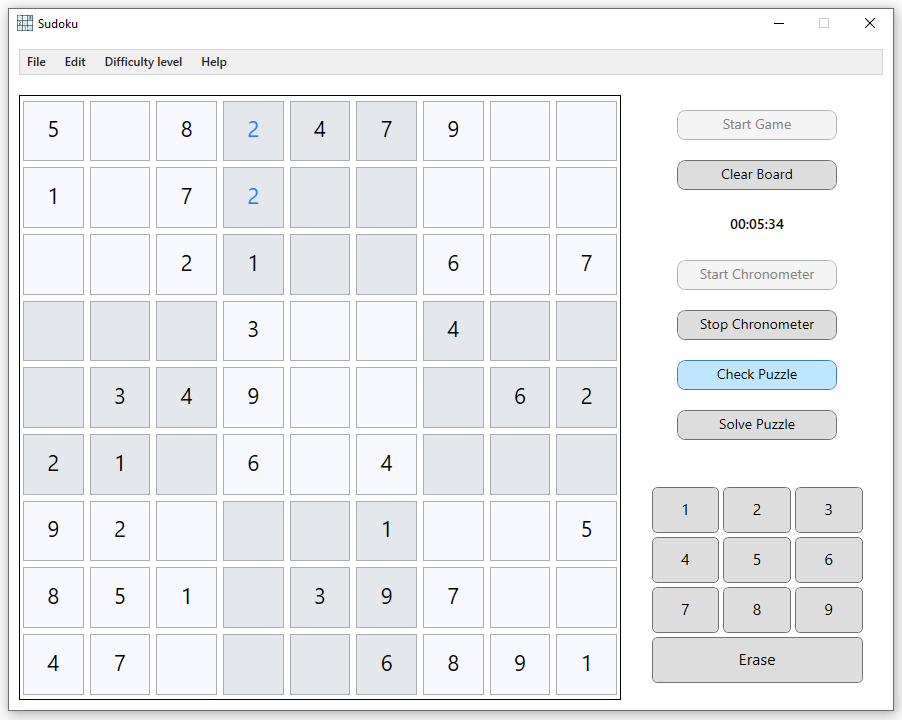 Sudoku
File Edit Difficulty level Help
5 8 2 4 7 9
1 7 2
2 1 6 7
3 4
3 4 9 6 2
2 1 6 4
9 2 1 5
8 5 1 3 9 7
4 7 6 8 9 1
Start Game
Clear Board
00:05:34
Start Chronometer
Stop Chronometer
Check Puzzle
Solve Puzzle
1 2 3
4 5 6
7 8 9
Erase